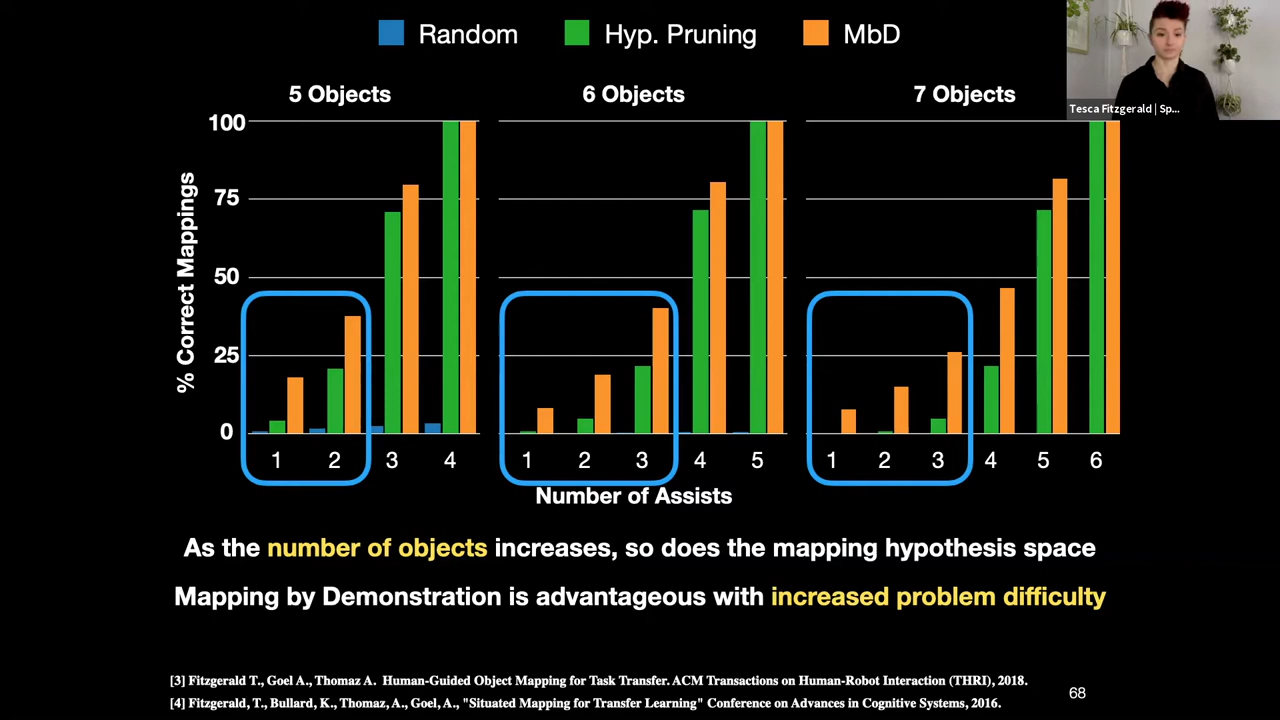 Random Hyp. Pruning MbD
Tesca Fitzgerald | Sp...
5 Objects 6 Objects 7 Objects
% Correct Mappings
100
75
50
25
0
1 2 3 4 1 2 3 4 5 1 2 3 4 5 6
Number of Assists
As the number of objects increases, so does the mapping hypothesis space
Mapping by Demonstration is advantageous with increased problem difficulty
[3] Fitzgerald T., Goel A., Thomaz A. Human-Guided Object Mapping for Task Transfer. ACM Transactions on Human-Robot Interaction (THRI), 2018.
[4] Fitzgerald, T., Bullard, K., Thomaz, A., Goel, A., "Situated Mapping for Transfer Learning" Conference on Advances in Cognitive Systems, 2016.
68